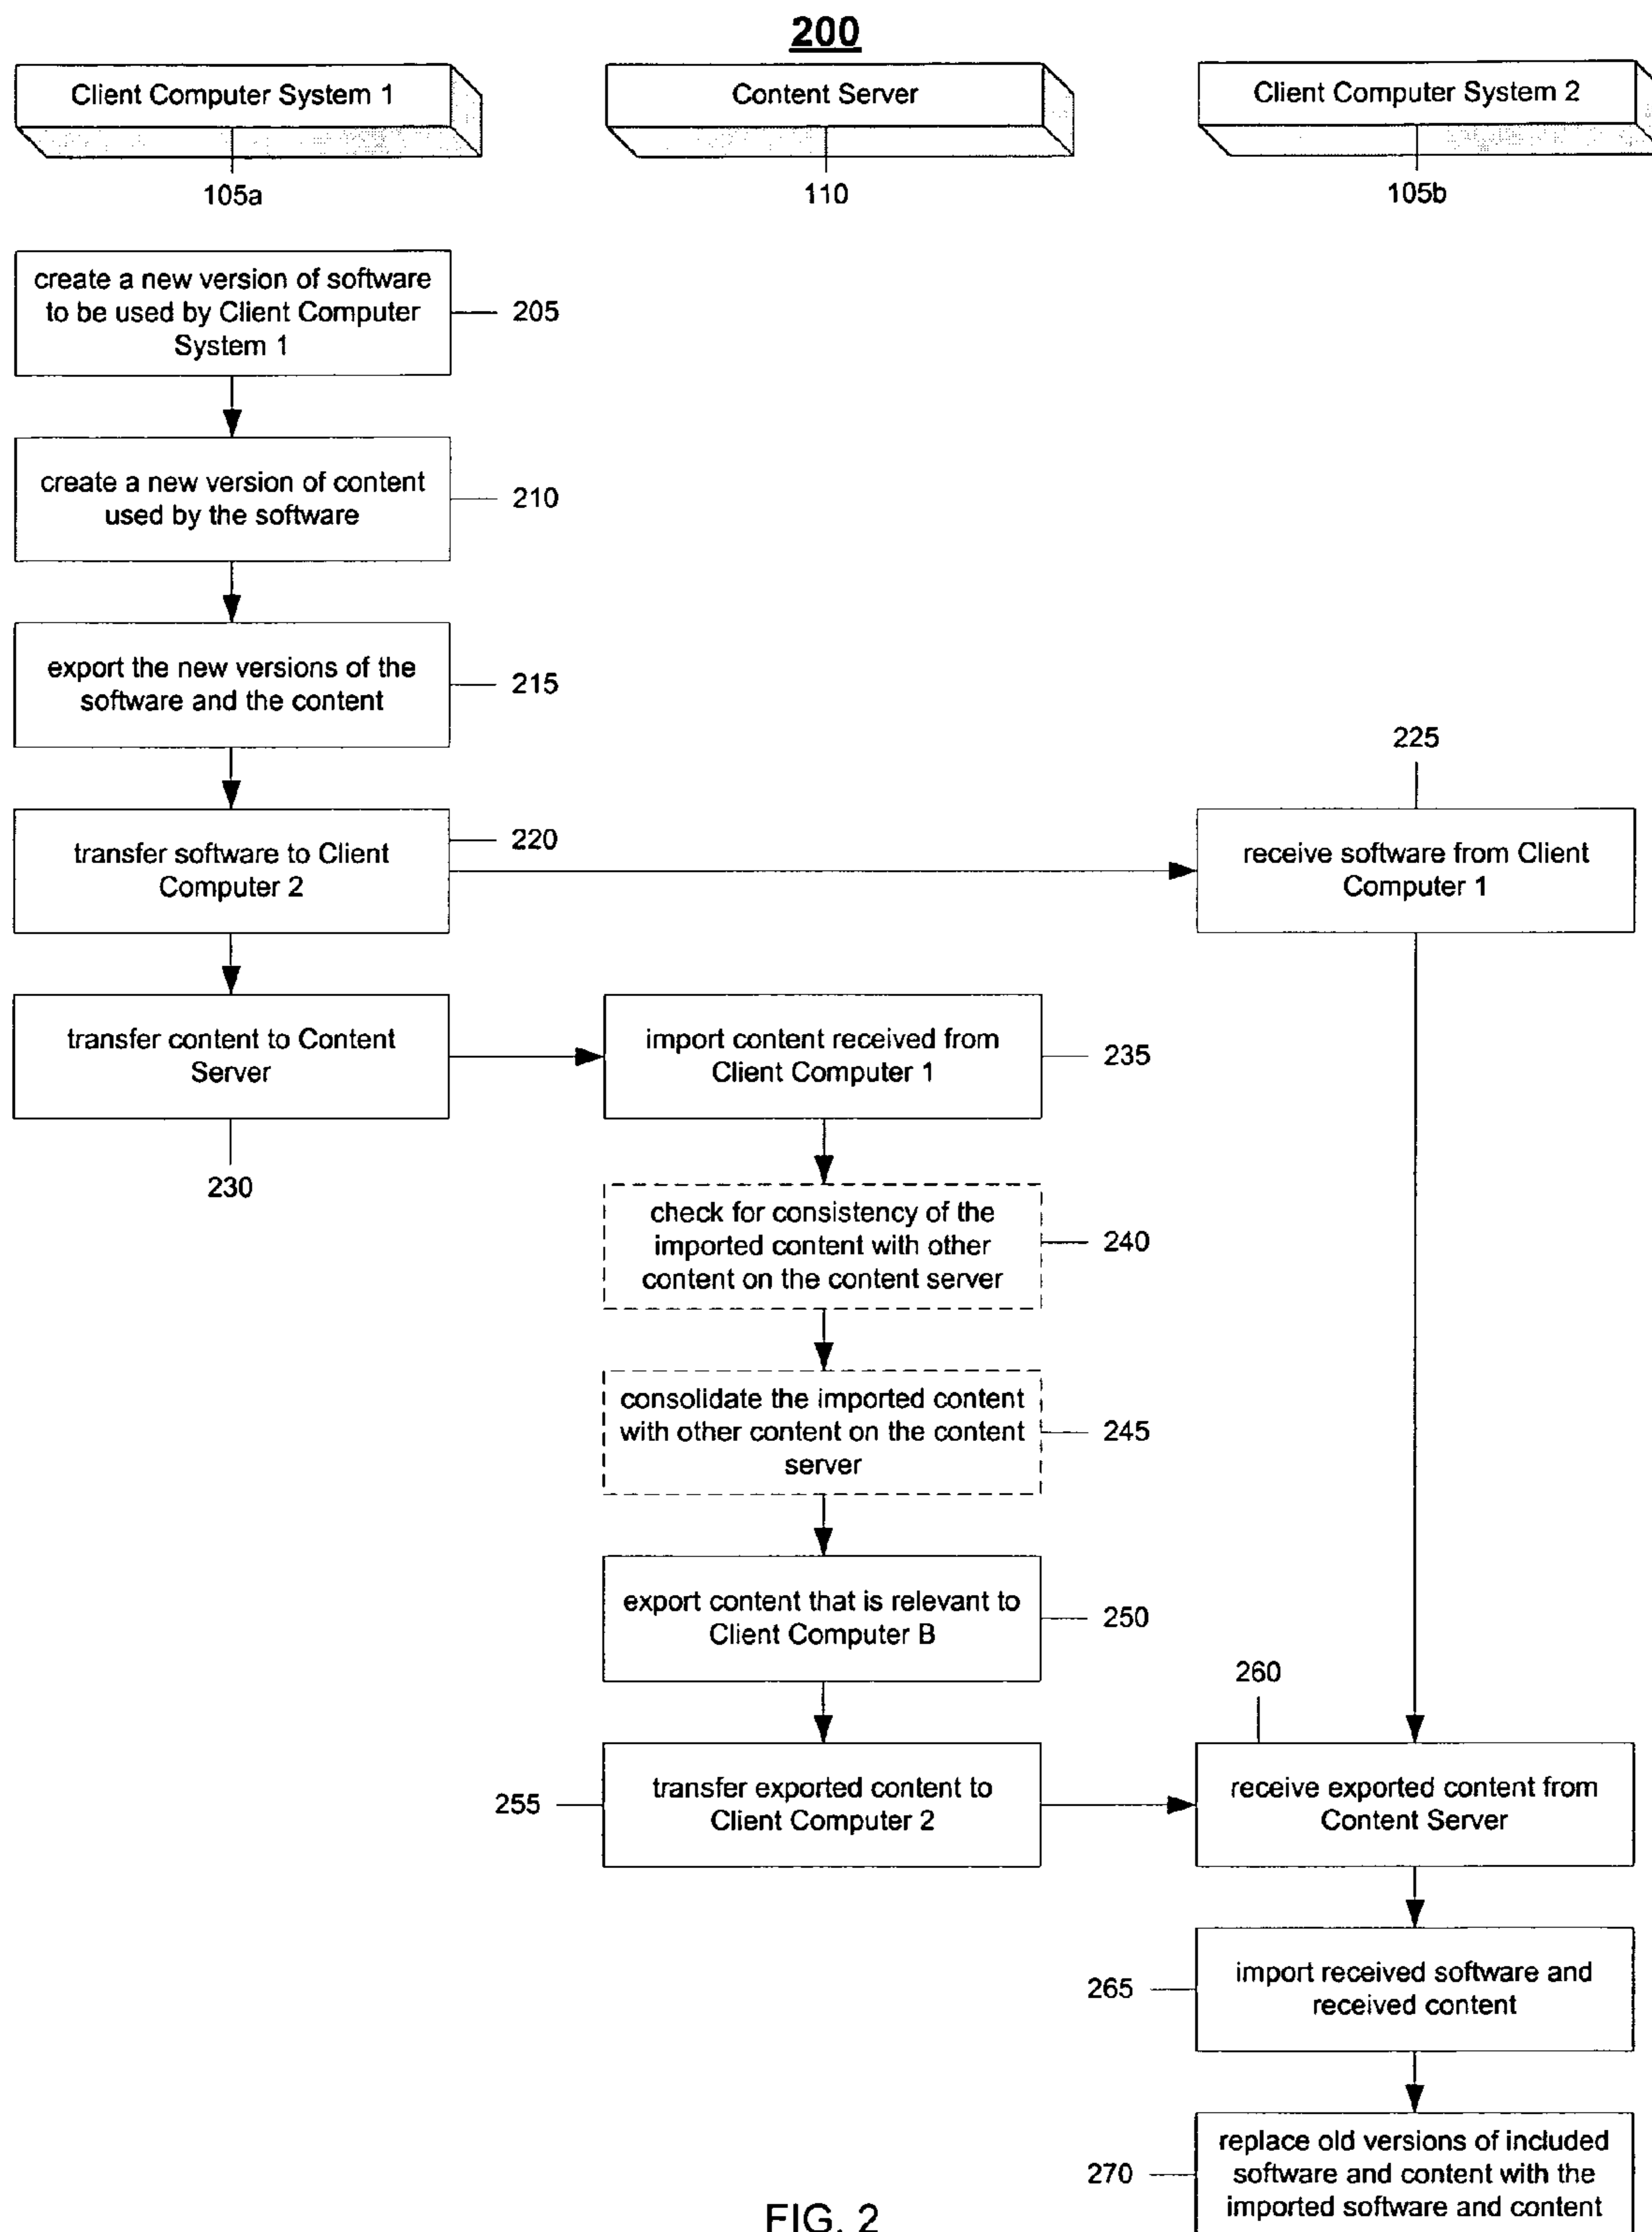 200
Client Computer System 1
Content Server
Client Computer System 2
105a
110
105b
create a new version of software
to be used by Client Computer
System 1
205
create a new version of content
used by the software
210
export the new versions of the
software and the content
215
225
transfer software to Client
Computer 2
220
receive software from Client
Computer 1
transfer content to Content
Server
230
import content received from
Client Computer 1
235
check for consistency of the
imported content with other
content on the content server
240
consolidate the imported content
with other content on the content
server
245
export content that is relevant to
Client Computer B
250
260
255
transfer exported content to
Client Computer 2
receive exported content from
Content Server
265
import received software and
received content
270
replace old versions of included
software and content with the
imported software and content
FIG. 2